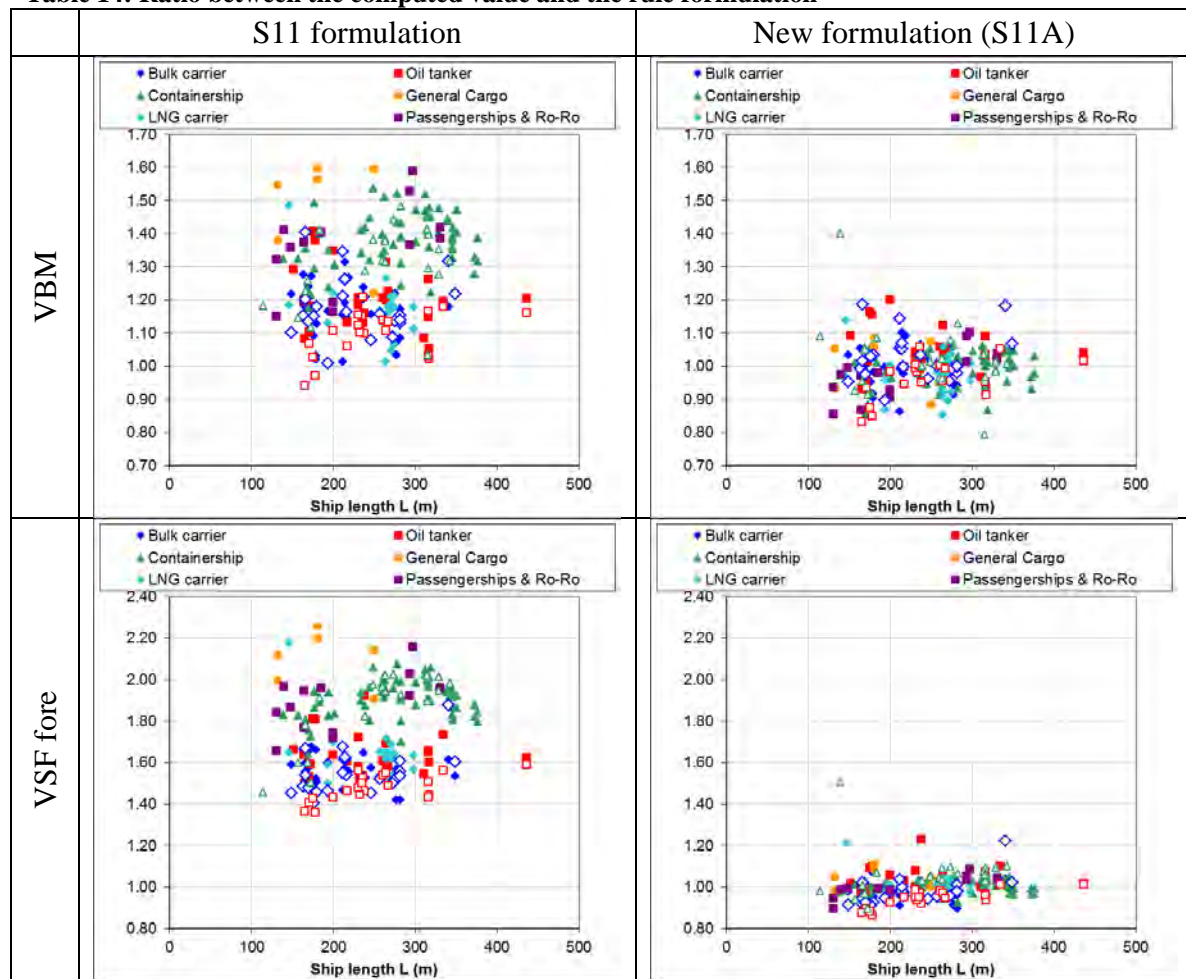 Table 14: Ratio between the computed value and the rule formulation
S11 formulation
New formulation (S11A)
VBM
Bulk carrier
Oil tanker
Containership
General Cargo
LNG carrier
Passengerships & Ro-Ro
1.70
1.60
1.50
1.40
1.30
1.20
1.10
1.00
0.90
0.80
0.70
0 100 200 300 400 500
Ship length L (m)
Bulk carrier
Oil tanker
Containership
General Cargo
LNG carrier
Passengerships & Ro-Ro
1.70
1.60
1.50
1.40
1.30
1.20
1.10
1.00
0.90
0.80
0.70
0 100 200 300 400 500
Ship length L (m)
VSF fore
Bulk carrier
Oil tanker
Containership
General Cargo
LNG carrier
Passengerships & Ro-Ro
2.40
2.20
2.00
1.80
1.60
1.40
1.20
1.00
0.80
0 100 200 300 400 500
Ship length L (m)
Bulk carrier
Oil tanker
Containership
General Cargo
LNG carrier
Passengerships & Ro-Ro
2.40
2.20
2.00
1.80
1.60
1.40
1.20
1.00
0.80
0 100 200 300 400 500
Ship length L (m)